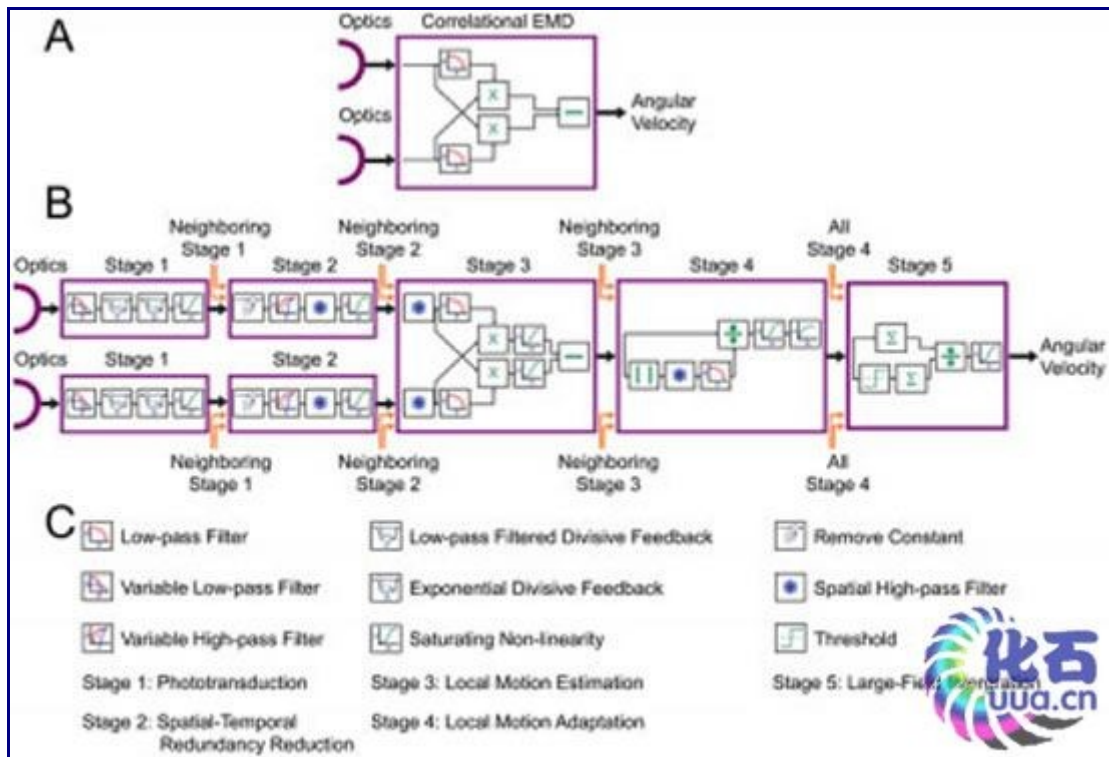 A
Optics
Correlational EMD
Optics
Angular
Velocity
B
Neighboring
Stage 1
Neighboring
Stage 2
Neighboring
Stage 3
All
Stage 4
Optics
Stage 1
Stage 2
Stage 3
Stage 4
Stage 5
Optics
Stage 1
Stage 2
Angular
Velocity
Neighboring
Stage 1
Neighboring
Stage 2
Neighboring
Stage 3
All
Stage 4
C
Low-pass Filter
Low-pass Filtered Divisive Feedback
Remove Constant
Variable Low-pass Filter
Exponential Divisive Feedback
Spatial High-pass Filter
Variable High-pass Filter
Saturating Non-linearity
Threshold
Stage 1: Phototransduction
Stage 3: Local Motion Estimation
Stage 5: Large-Field
Stage 2: Spatial-Temporal
Redundancy Reduction
Stage 4: Local Motion Adaptation
化石
uua.cn